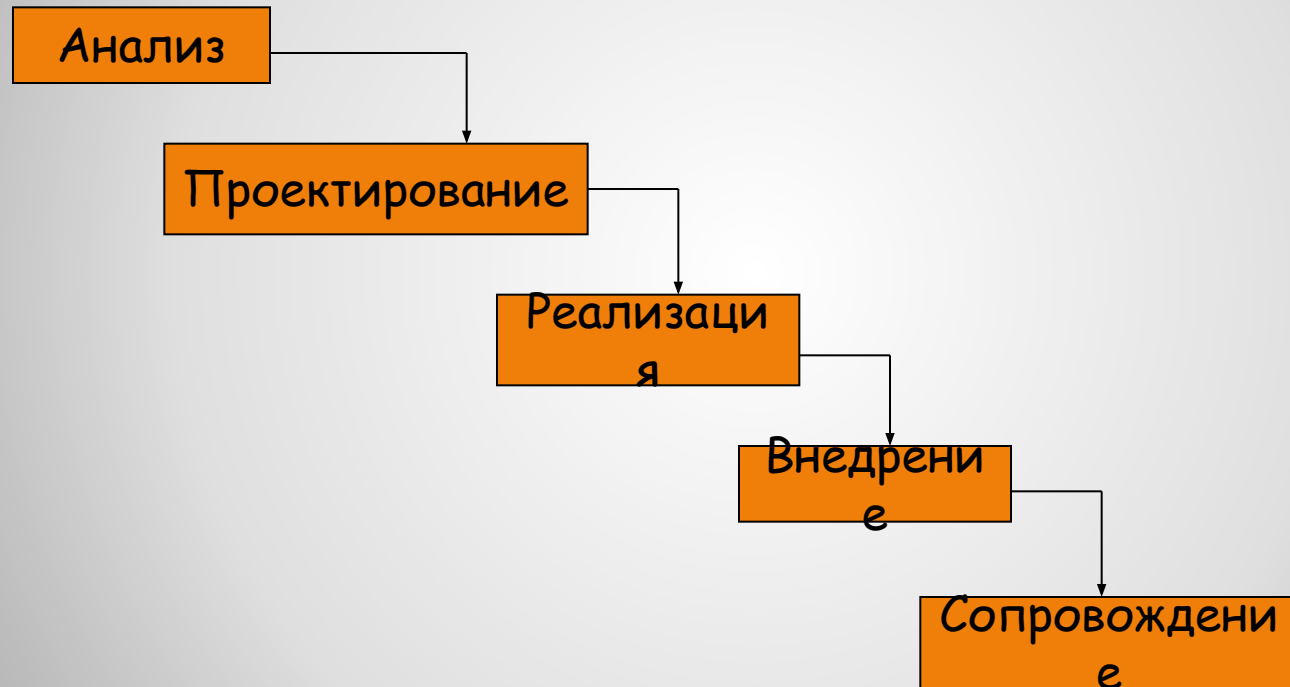 Анализ
Проектирование
Реализаци
я
Внедрени
е
Сопровождени
е